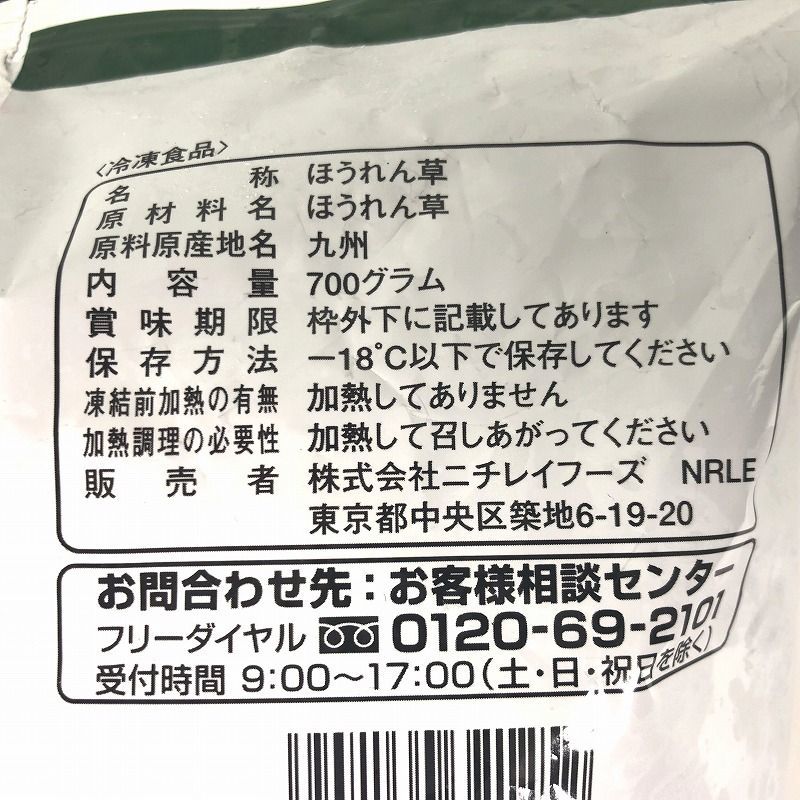 <冷凍食品>
名称 ほうれん草
原材料名 ほうれん草
原料原産地名 九州
内容量 700グラム
賞味期限 枠外下に記載してあります
保存方法 －18℃以下で保存してください
凍結前加熱の有無 加熱してありません
加熱調理の必要性 加熱して召しあがってください
販売者 株式会社ニチレイフーズ NRLE
東京都中央区築地6-19-20
お問合わせ先：お客様相談センター
フリーダイヤル 0120-69-2101
受付時間 9:00～17:00(土・日・祝日を除く)